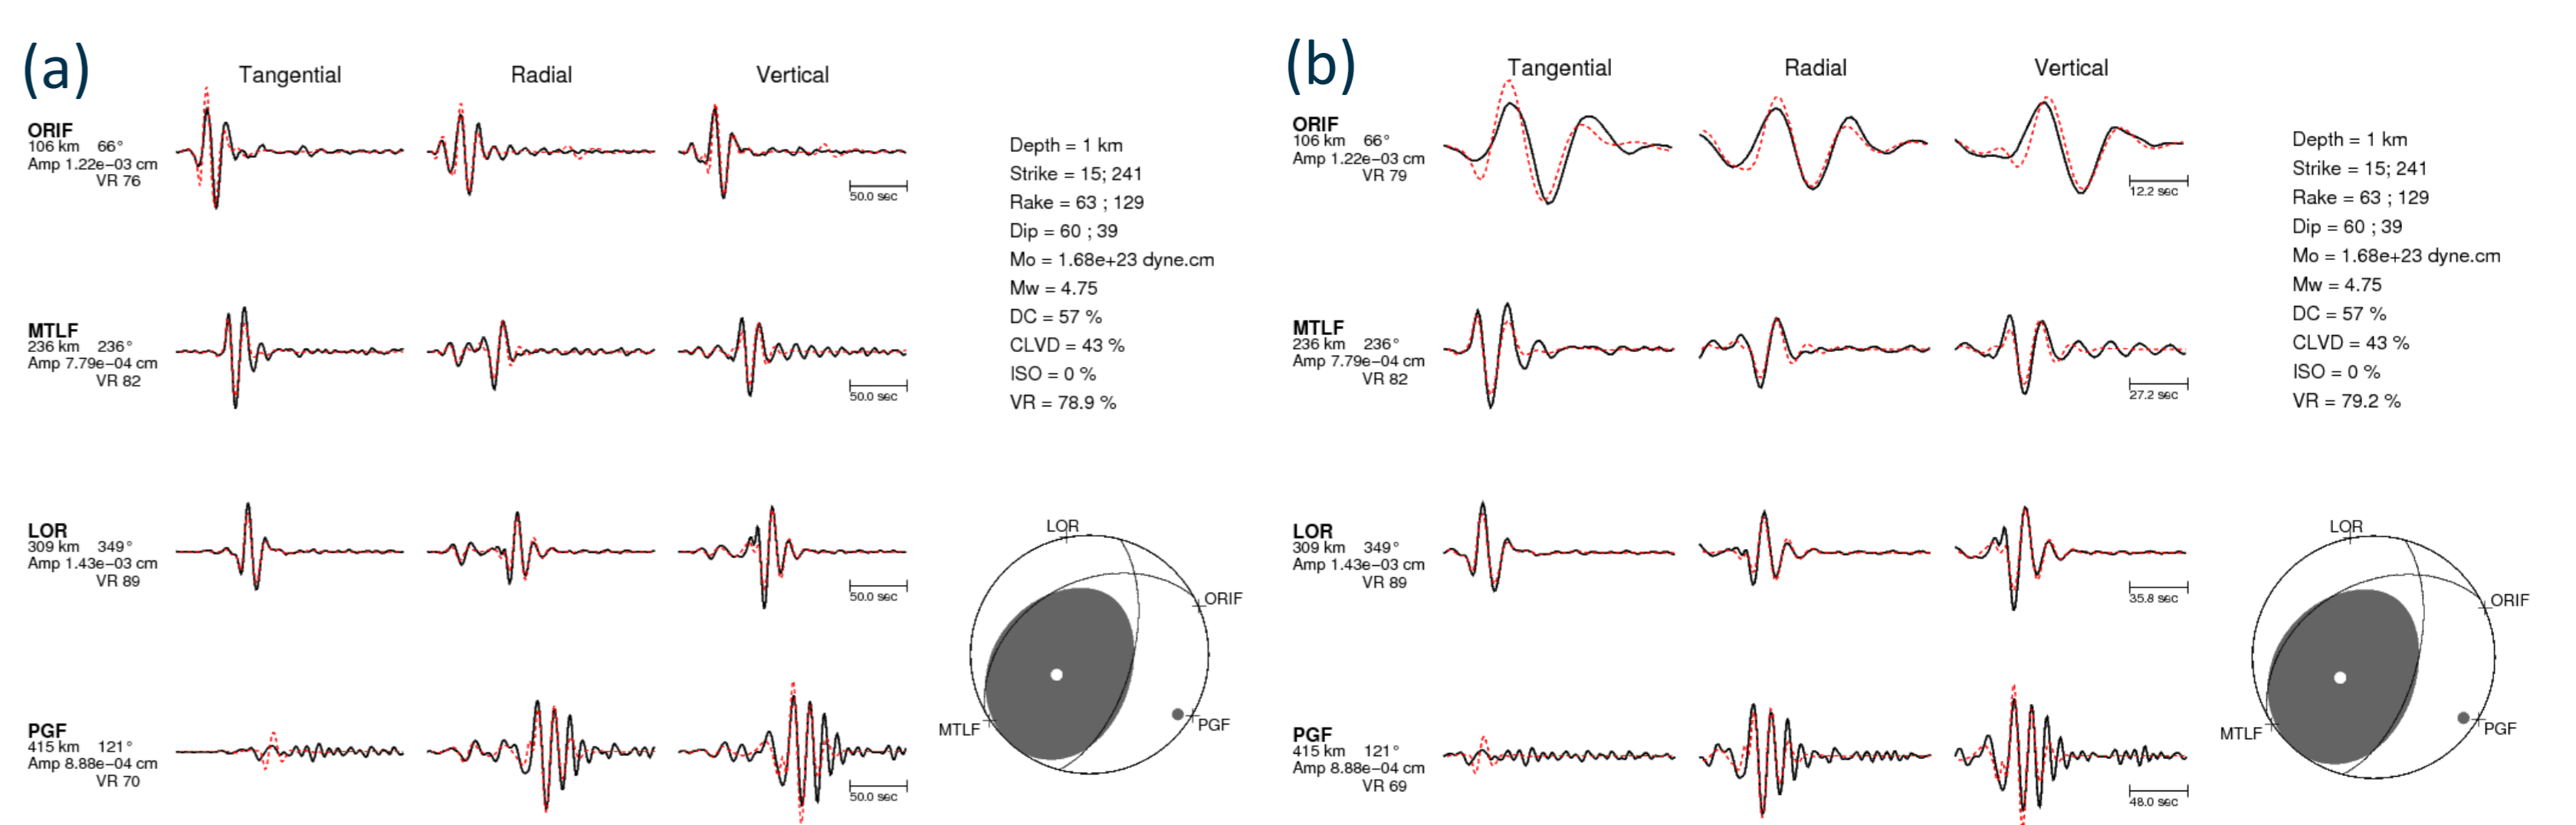 (a)
Tangential Radial Vertical
ORIF
106 km 66°
Amp 1.22e−03 cm
VR 76
50.0 sec
MTLF
236 km 236°
Amp 7.79e−04 cm
VR 82
50.0 sec
LOR
309 km 349°
Amp 1.43e−03 cm
VR 89
50.0 sec
PGF
415 km 121°
Amp 8.88e−04 cm
VR 70
50.0 sec
Depth = 1 km
Strike = 15; 241
Rake = 63 ; 129
Dip = 60 ; 39
Mo = 1.68e+23 dyne.cm
Mw = 4.75
DC = 57 %
CLVD = 43 %
ISO = 0 %
VR = 78.9 %
LOR
ORIF
MTLF
PGF
(b)
Tangential Radial Vertical
ORIF
106 km 66°
Amp 1.22e−03 cm
VR 79
12.2 sec
MTLF
236 km 236°
Amp 7.79e−04 cm
VR 82
27.2 sec
LOR
309 km 349°
Amp 1.43e−03 cm
VR 89
35.8 sec
PGF
415 km 121°
Amp 8.88e−04 cm
VR 69
48.0 sec
Depth = 1 km
Strike = 15; 241
Rake = 63 ; 129
Dip = 60 ; 39
Mo = 1.68e+23 dyne.cm
Mw = 4.75
DC = 57 %
CLVD = 43 %
ISO = 0 %
VR = 79.2 %
LOR
ORIF
MTLF
PGF